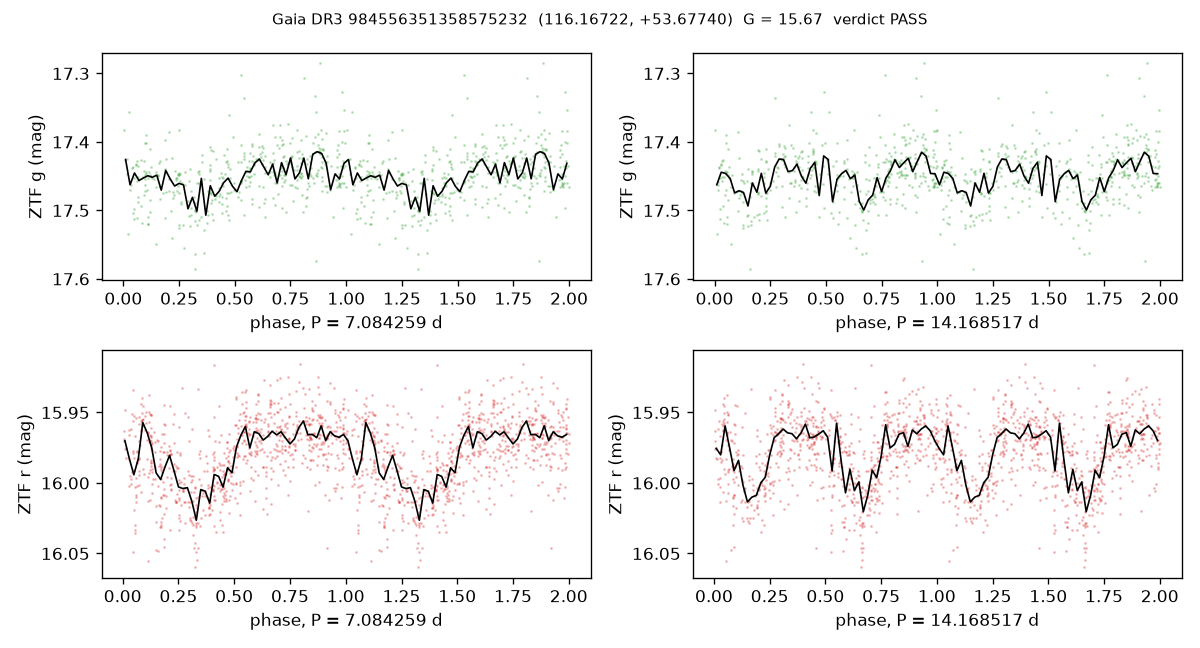 Gaia DR3 984556351358575232 (116.16722, +53.67740) G = 15.67 verdict PASS
ZTF g (mag)
17.3
17.4
17.5
17.6
0.00 0.25 0.50 0.75 1.00 1.25 1.50 1.75 2.00
phase, P = 7.084259 d
ZTF g (mag)
17.3
17.4
17.5
17.6
0.00 0.25 0.50 0.75 1.00 1.25 1.50 1.75 2.00
phase, P = 14.168517 d
ZTF r (mag)
15.95
16.00
16.05
0.00 0.25 0.50 0.75 1.00 1.25 1.50 1.75 2.00
phase, P = 7.084259 d
ZTF r (mag)
15.95
16.00
16.05
0.00 0.25 0.50 0.75 1.00 1.25 1.50 1.75 2.00
phase, P = 14.168517 d